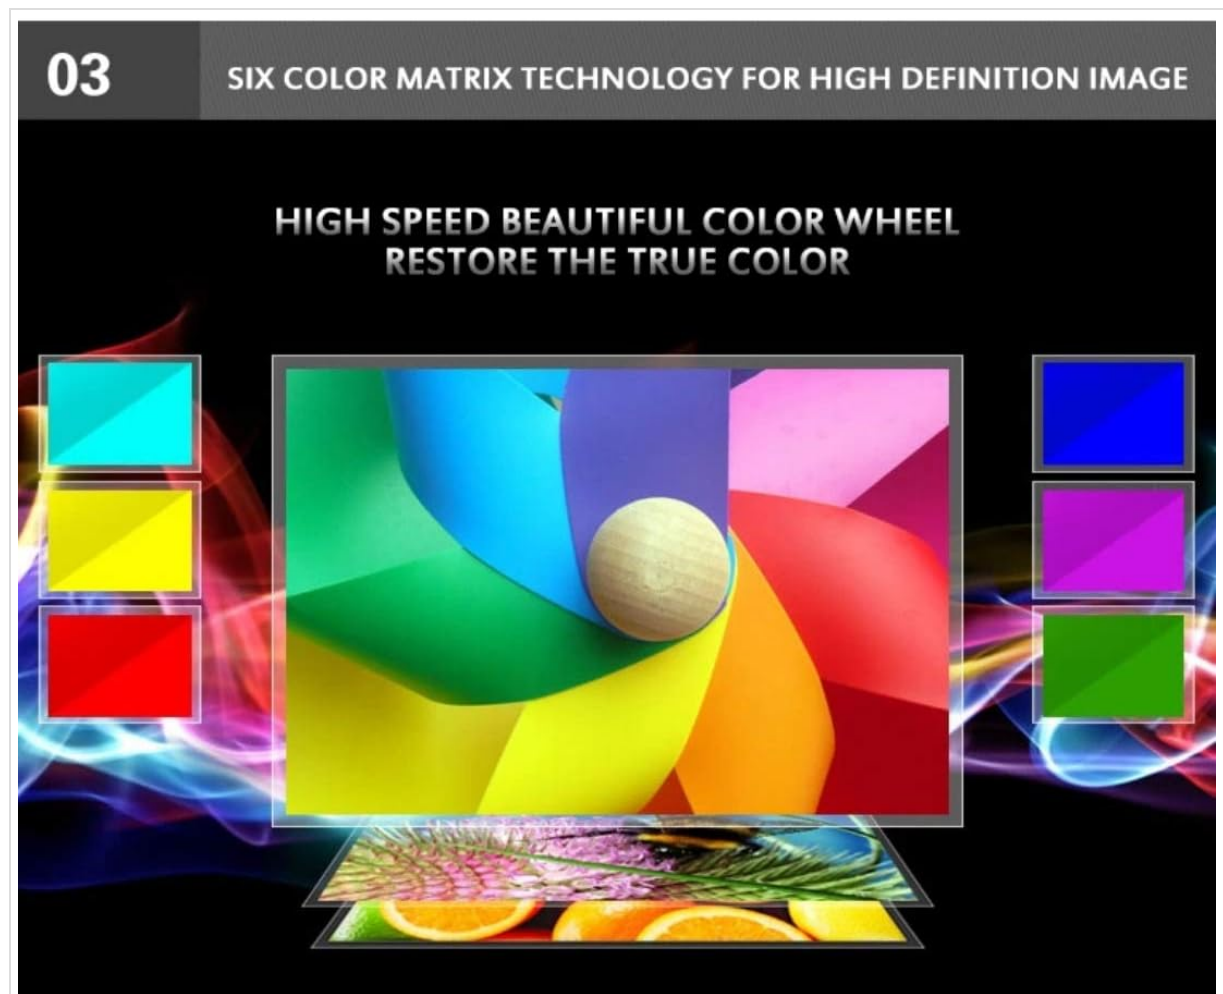 03
SIX COLOR MATRIX TECHNOLOGY FOR HIGH DEFINITION IMAGE
HIGH SPEED BEAUTIFUL COLOR WHEEL
RESTORE THE TRUE COLOR